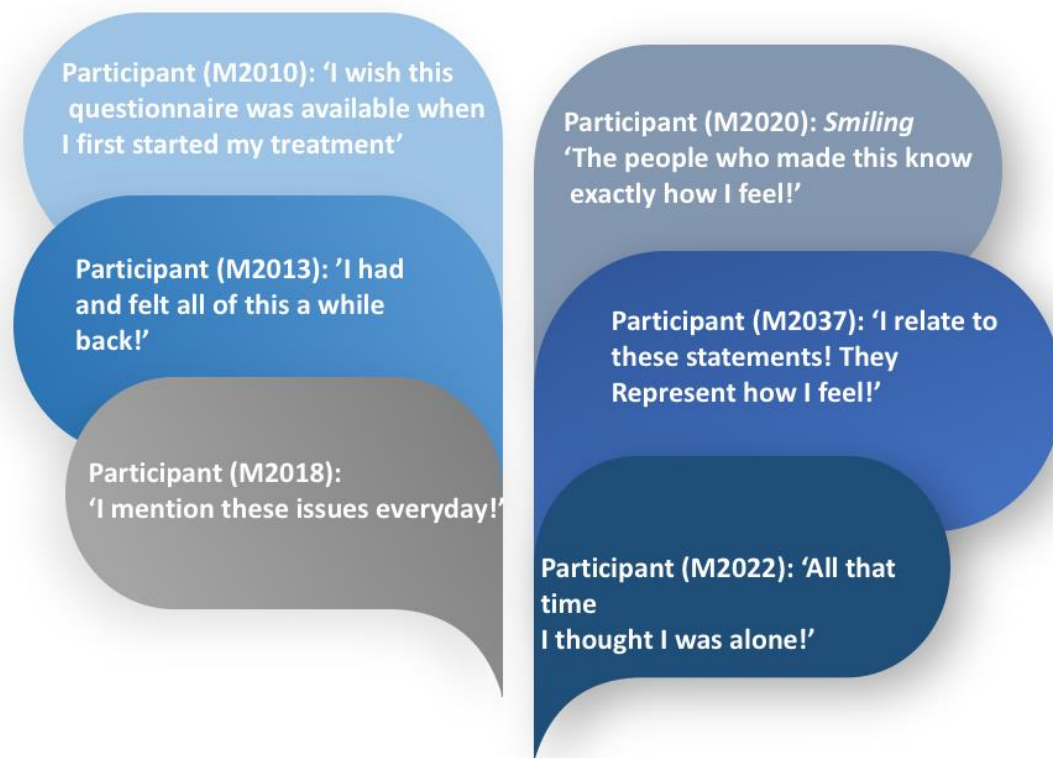 Participant (M2010): ‘I wish this
questionnaire was available when
I first started my treatment’
Participant (M2013): ’I had
and felt all of this a while
back!’
Participant (M2018):
‘I mention these issues everyday!’
Participant (M2020): Smiling
‘The people who made this know
exactly how I feel!’
Participant (M2037): ‘I relate to
these statements! They
Represent how I feel!’
Participant (M2022): ‘All that
time
I thought I was alone!’